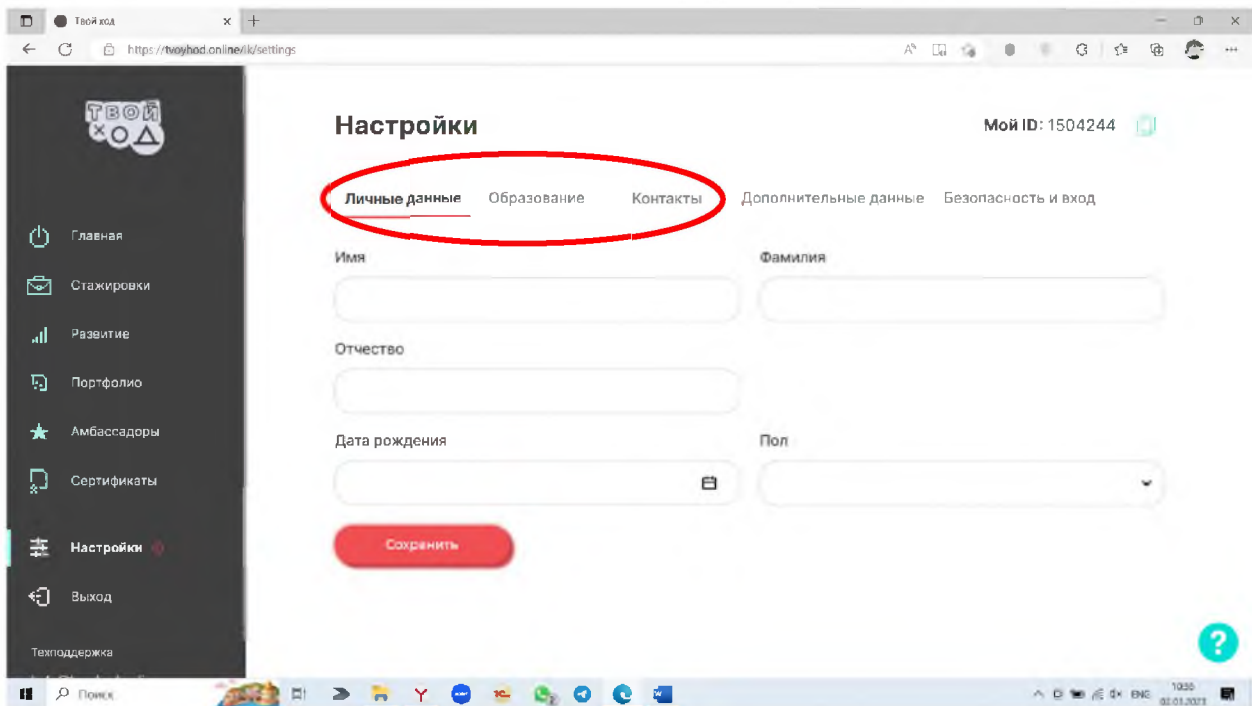 Твой ход
https://tvoyhod.online/lk/settings
ТВОЙ
ХОД
Настройки
Мой ID: 1504244
Личные данные Образование Контакты Дополнительные данные Безопасность и вход
Главная
Стажировки
Развитие
Портфолио
Амбассадоры
Сертификаты
Настройки
Выход
Техподдержка
Имя Фамилия
Отчество
Дата рождения Пол
Сохранить
?
Поиск
ENG